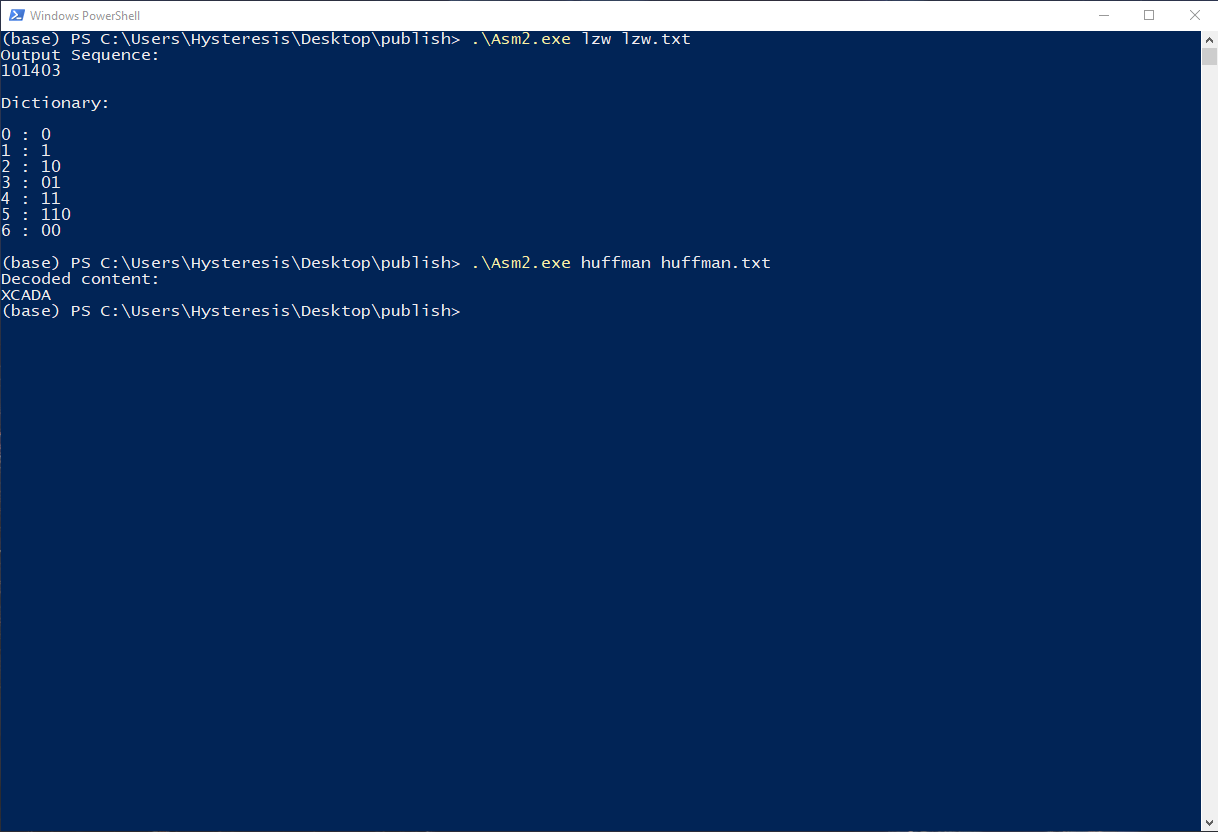 Windows PowerShell
(base) PS C:\Users\Hysteresis\Desktop\publish> .\Asm2.exe lzw lzw.txt
Output Sequence:
101403
Dictionary:
0 : 0
1 : 1
2 : 10
3 : 01
4 : 11
5 : 110
6 : 00
(base) PS C:\Users\Hysteresis\Desktop\publish> .\Asm2.exe huffman huffman.txt
Decoded content:
XCADA
(base) PS C:\Users\Hysteresis\Desktop\publish>